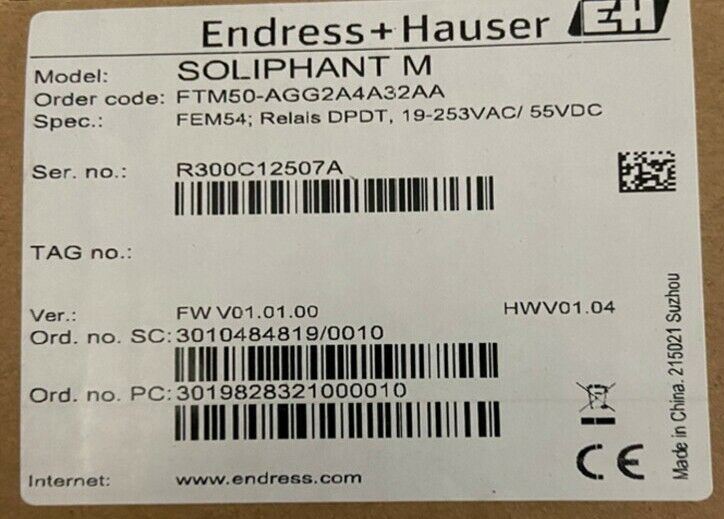 Endress+Hauser EH
Model: SOLIPHANT M
Order code: FTM50-AGG2A4A32AA
Spec.: FEM54; Relais DPDT, 19-253VAC/ 55VDC
Ser. no.: R300C12507A
TAG no.:
Ver.: FW V01.01.00 HWV01.04
Ord. no. SC: 3010484819/0010
Ord. no. PC: 3019828321000010
CE
Internet: www.endress.com
Made in China. 215021 Suzhou